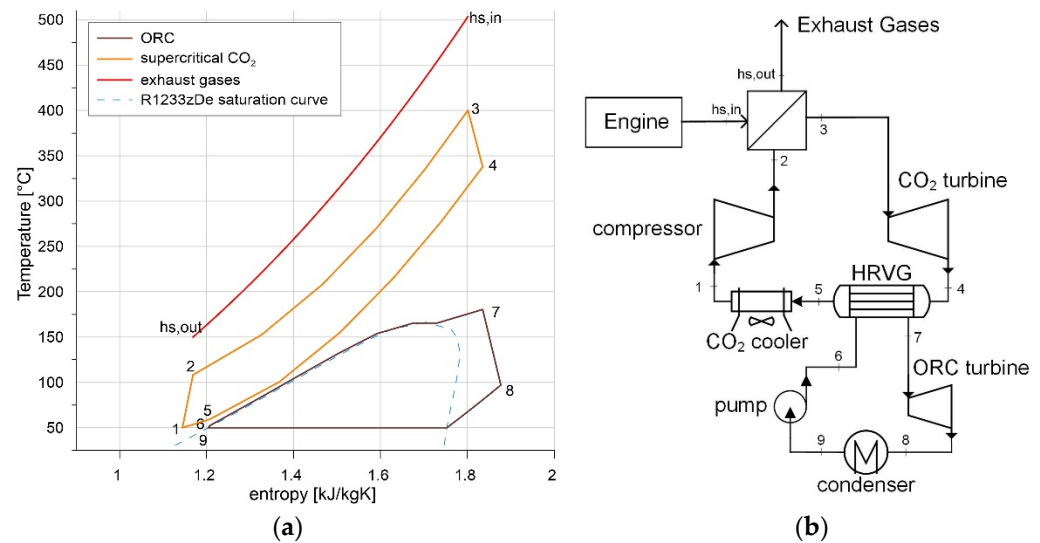 500
450
400
350
300
250
200
150
100
50
Temperature [°C]
ORC
supercritical CO₂
exhaust gases
R1233zDe saturation curve
hs,in
3
4
hs,out
2
7
8
1
5
6
9
1
1.2
1.4
1.6
1.8
2
entropy [kJ/kgK]
(a)
Exhaust Gases
hs,out
Engine
hs,in
3
2
CO₂ turbine
compressor
HRVG
1
5
4
CO₂ cooler
6
7
ORC turbine
pump
9
8
condenser
(b)